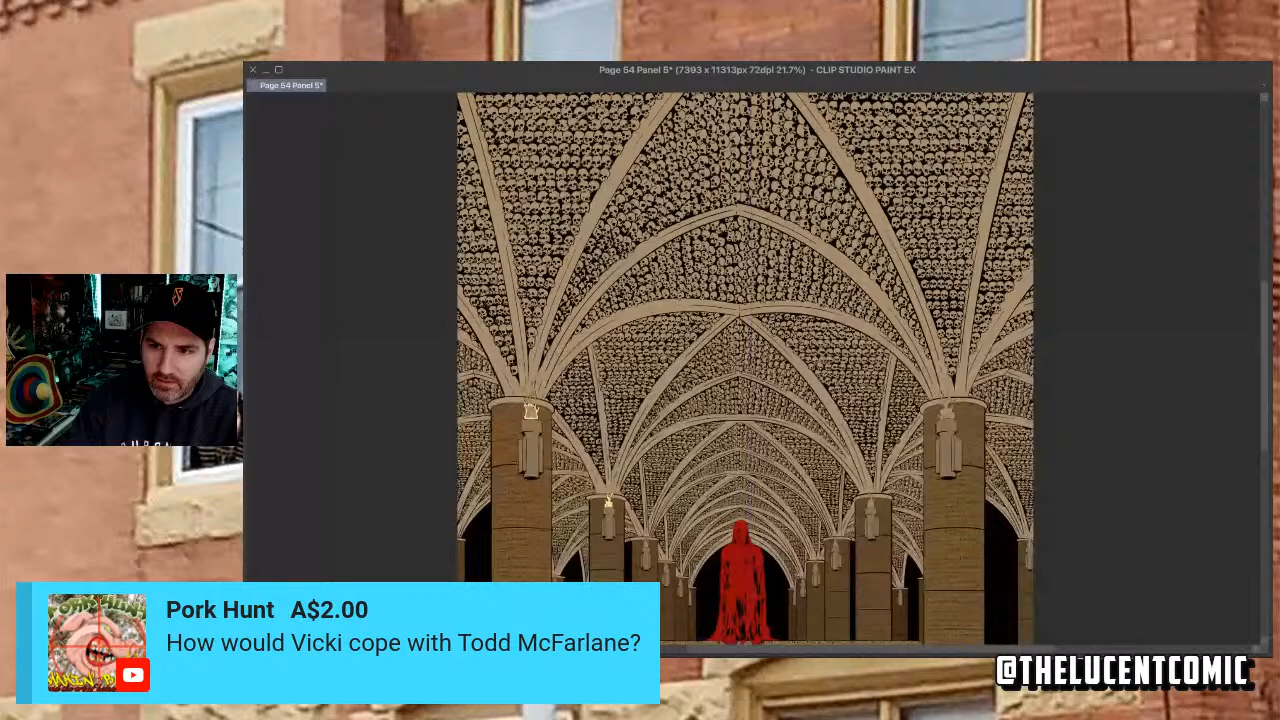 Page 54 Panel 5* (7393 x 11313px 72dpi 21.7%) - CLIP STUDIO PAINT EX
Page 54 Panel 5*
Pork Hunt A$2.00
How would Vicki cope with Todd McFarlane?
@THELUCENTCOMIC